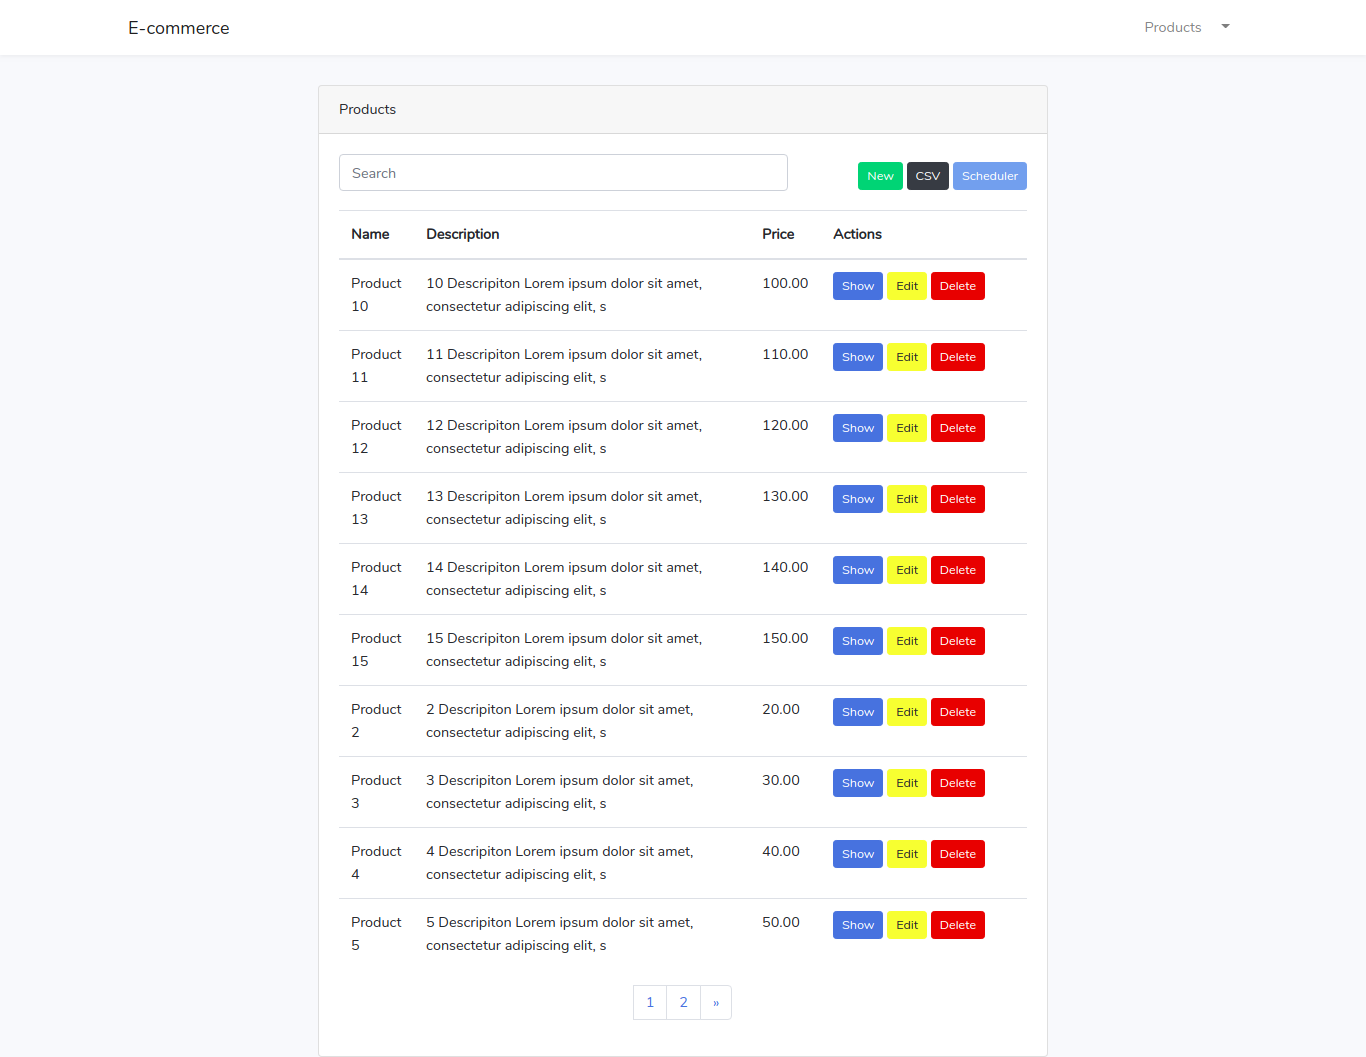 E-commerce Products
Products
Search New CSV Scheduler
Name Description Price Actions
Product 10 Descripiton Lorem ipsum dolor sit amet, 100.00 Show Edit Delete
10 consectetur adipiscing elit, s
Product 11 Descripiton Lorem ipsum dolor sit amet, 110.00 Show Edit Delete
11 consectetur adipiscing elit, s
Product 12 Descripiton Lorem ipsum dolor sit amet, 120.00 Show Edit Delete
12 consectetur adipiscing elit, s
Product 13 Descripiton Lorem ipsum dolor sit amet, 130.00 Show Edit Delete
13 consectetur adipiscing elit, s
Product 14 Descripiton Lorem ipsum dolor sit amet, 140.00 Show Edit Delete
14 consectetur adipiscing elit, s
Product 15 Descripiton Lorem ipsum dolor sit amet, 150.00 Show Edit Delete
15 consectetur adipiscing elit, s
Product 2 Descripiton Lorem ipsum dolor sit amet, 20.00 Show Edit Delete
2 consectetur adipiscing elit, s
Product 3 Descripiton Lorem ipsum dolor sit amet, 30.00 Show Edit Delete
3 consectetur adipiscing elit, s
Product 4 Descripiton Lorem ipsum dolor sit amet, 40.00 Show Edit Delete
4 consectetur adipiscing elit, s
Product 5 Descripiton Lorem ipsum dolor sit amet, 50.00 Show Edit Delete
5 consectetur adipiscing elit, s
1 2 »